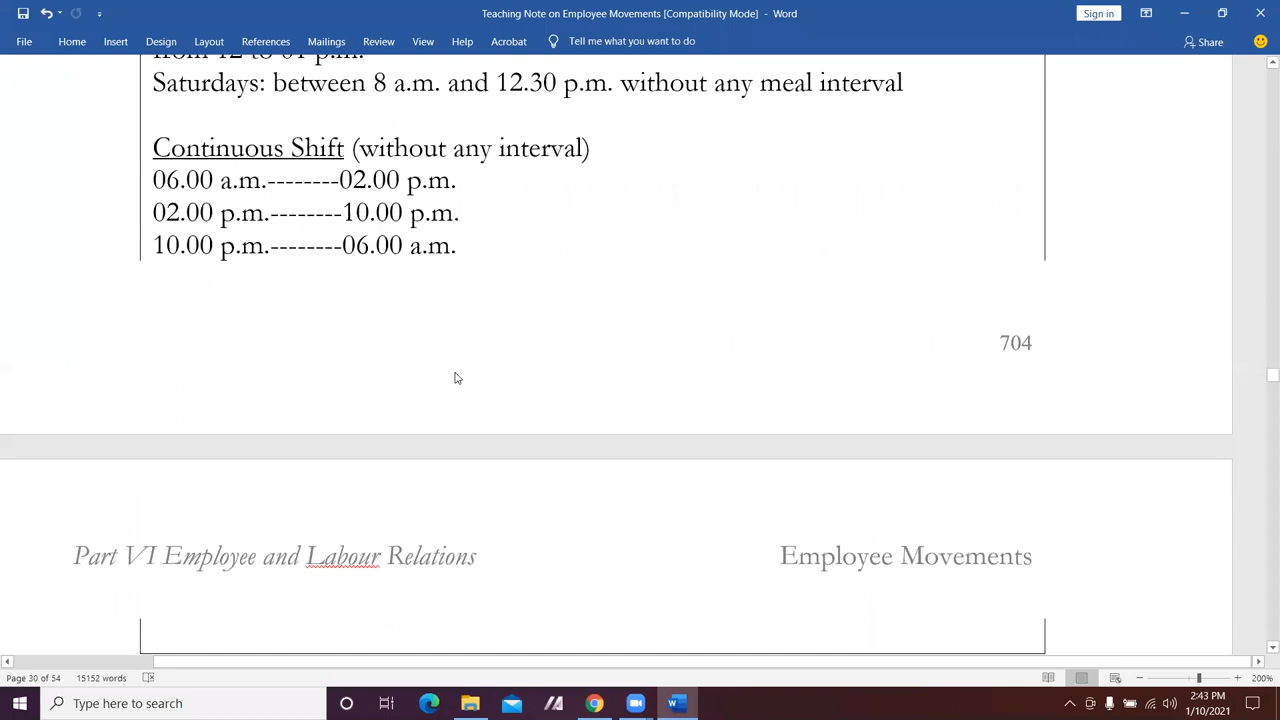 Teaching Note on Employee Movements [Compatibility Mode] - Word
Sign in
File Home Insert Design Layout References Mailings Review View Help Acrobat Tell me what you want to do Share
from 12 to 01 p.m.
Saturdays: between 8 a.m. and 12.30 p.m. without any meal interval
Continuous Shift (without any interval)
06.00 a.m.--------02.00 p.m.
02.00 p.m.--------10.00 p.m.
10.00 p.m.--------06.00 a.m.
704
Part VI Employee and Labour Relations Employee Movements
Page 30 of 54 15152 words 200%
Type here to search
2:43 PM
1/10/2021